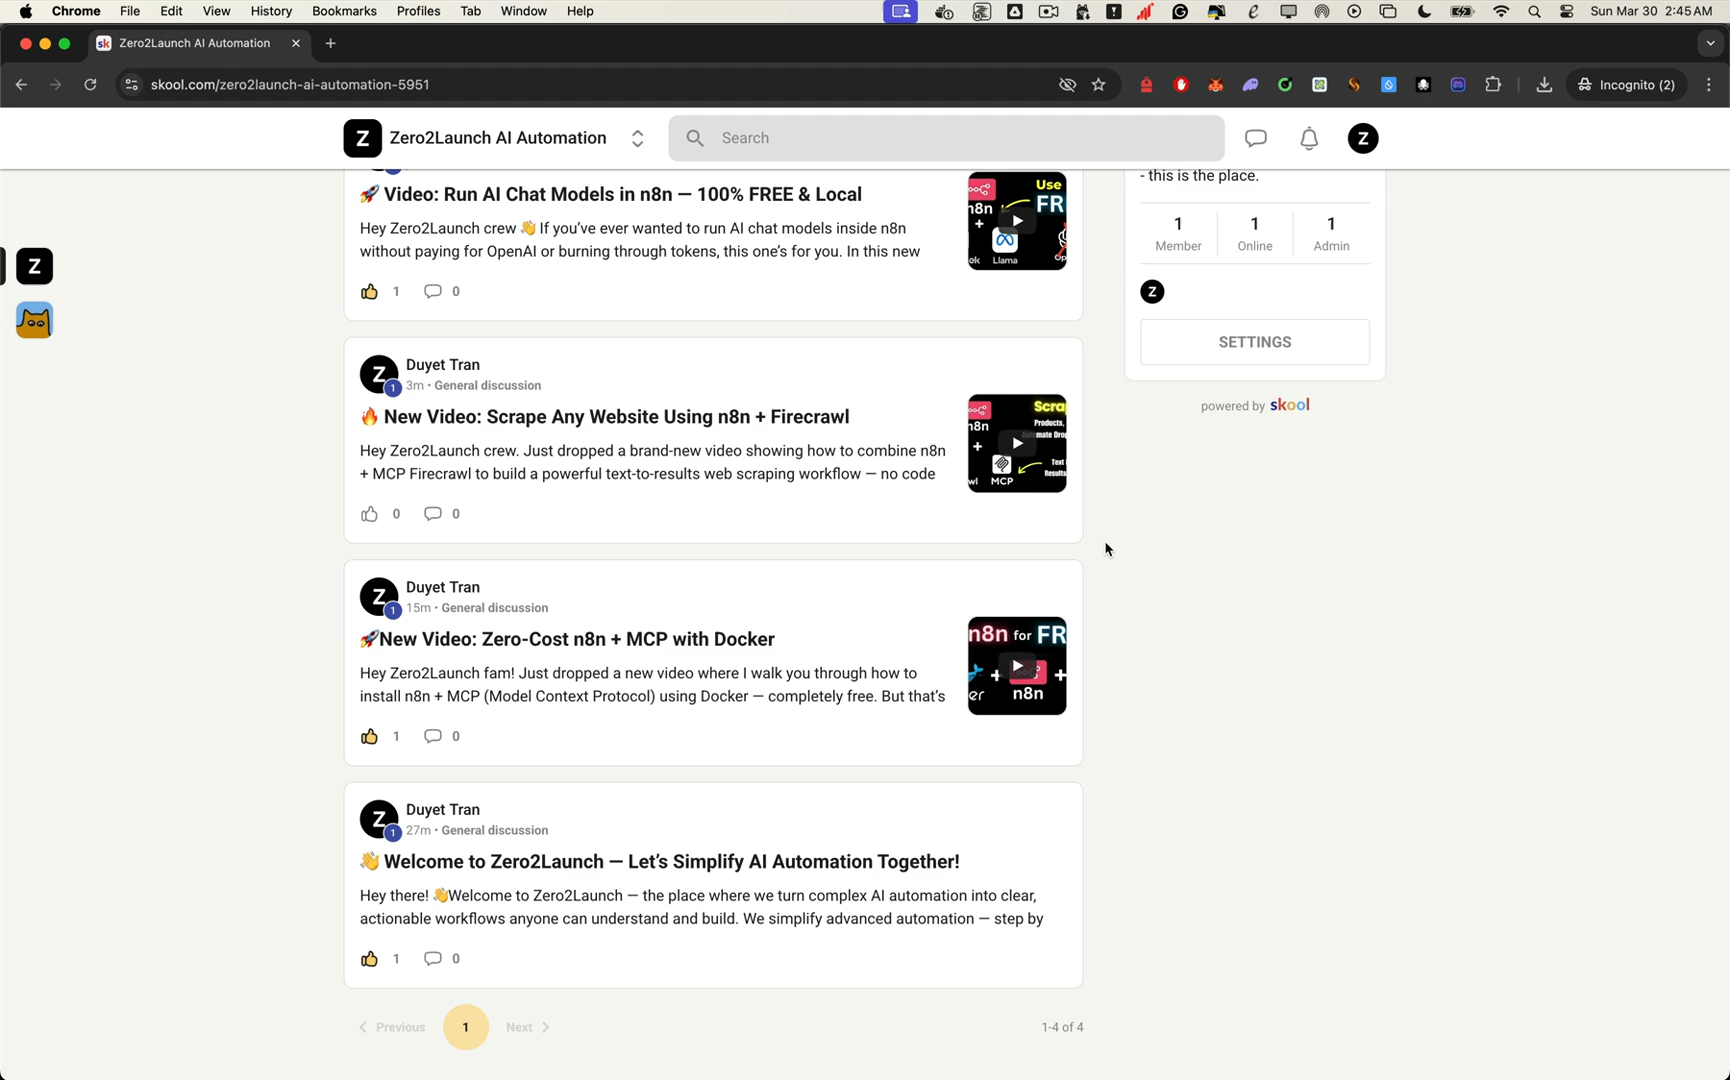 Chrome File Edit View History Bookmarks Profiles Tab Window Help Sun Mar 30 2:45 AM
sk Zero2Launch AI Automation
skool.com/zero2launch-ai-automation-5951 Incognito (2)
Z Zero2Launch AI Automation Search Z
🚀 Video: Run AI Chat Models in n8n — 100% FREE & Local
Hey Zero2Launch crew 👋 If you’ve ever wanted to run AI chat models inside n8n
without paying for OpenAI or burning through tokens, this one’s for you. In this new
1 0
Use
n8n FR
+
Llama
- this is the place.
1 1 1
Member Online Admin
Z
SETTINGS
powered by skool
Z
Z 1
Duyet Tran
3m • General discussion
🔥 New Video: Scrape Any Website Using n8n + Firecrawl
Hey Zero2Launch crew. Just dropped a brand-new video showing how to combine n8n
+ MCP Firecrawl to build a powerful text-to-results web scraping workflow — no code
0 0
Scra
n8n Products,
+
Text
Results
MCP
Z 1
Duyet Tran
15m • General discussion
🚀New Video: Zero-Cost n8n + MCP with Docker
Hey Zero2Launch fam! Just dropped a new video where I walk you through how to
install n8n + MCP (Model Context Protocol) using Docker — completely free. But that’s
1 0
n8n for FR
+ +
er n8n
Z 1
Duyet Tran
27m • General discussion
👋 Welcome to Zero2Launch — Let’s Simplify AI Automation Together!
Hey there! 👋Welcome to Zero2Launch — the place where we turn complex AI automation into clear,
actionable workflows anyone can understand and build. We simplify advanced automation — step by
1 0
Previous 1 Next 1-4 of 4